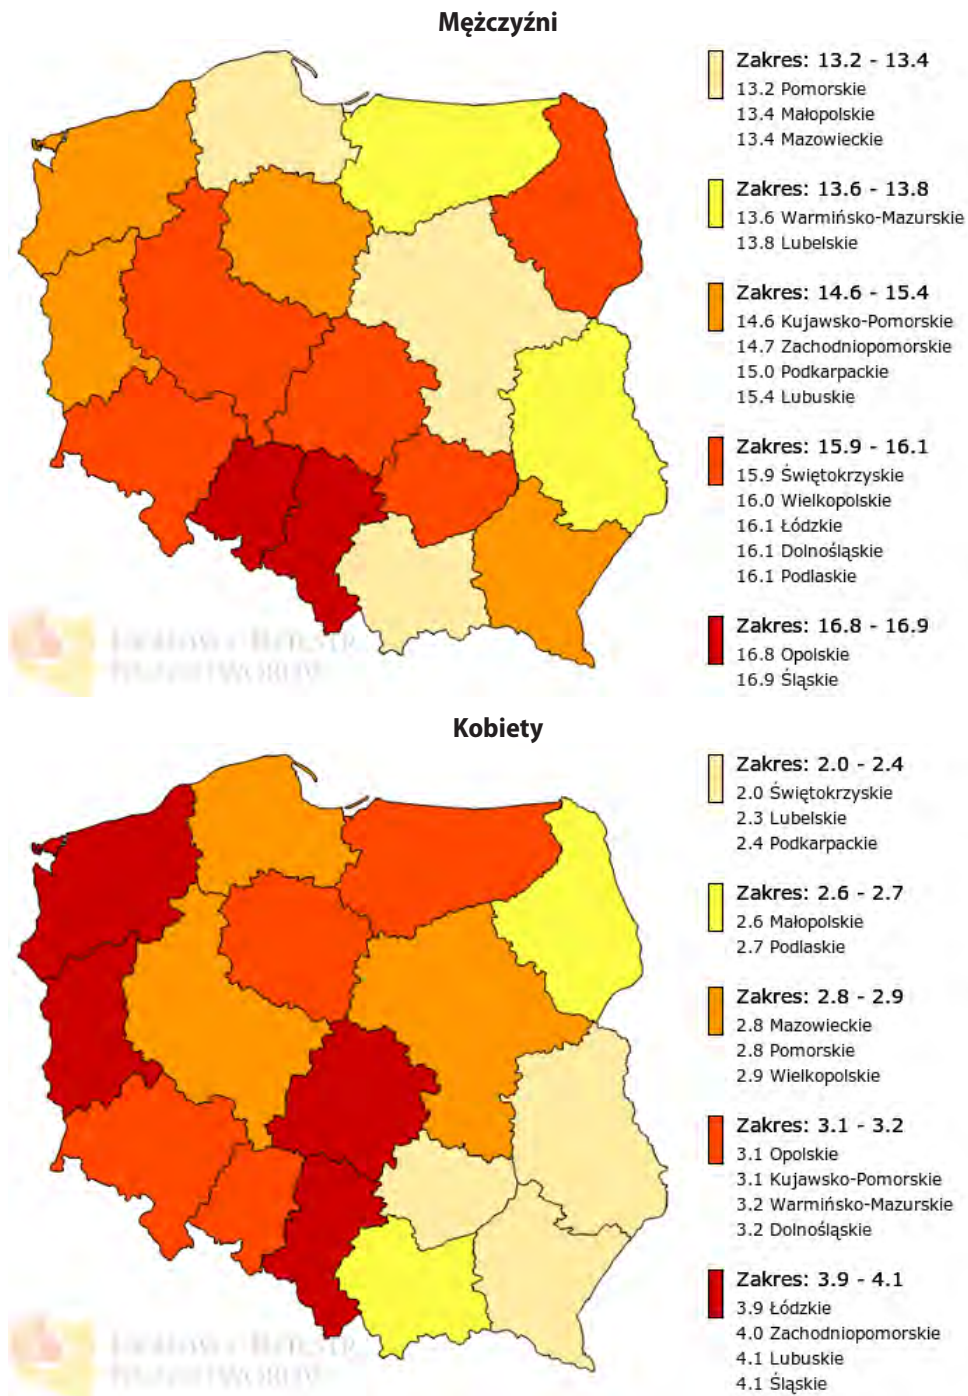 Mężczyźni
Zakres: 13.2 - 13.4
13.2 Pomorskie
13.4 Małopolskie
13.4 Mazowieckie
Zakres: 13.6 - 13.8
13.6 Warmińsko-Mazurskie
13.8 Lubelskie
Zakres: 14.6 - 15.4
14.6 Kujawsko-Pomorskie
14.7 Zachodniopomorskie
15.0 Podkarpackie
15.4 Lubuskie
Zakres: 15.9 - 16.1
15.9 Świętokrzyskie
16.0 Wielkopolskie
16.1 Łódzkie
16.1 Dolnośląskie
16.1 Podlaskie
Zakres: 16.8 - 16.9
16.8 Opolskie
16.9 Śląskie
Kobiety
Zakres: 2.0 - 2.4
2.0 Świętokrzyskie
2.3 Lubelskie
2.4 Podkarpackie
Zakres: 2.6 - 2.7
2.6 Małopolskie
2.7 Podlaskie
Zakres: 2.8 - 2.9
2.8 Mazowieckie
2.8 Pomorskie
2.9 Wielkopolskie
Zakres: 3.1 - 3.2
3.1 Opolskie
3.1 Kujawsko-Pomorskie
3.2 Warmińsko-Mazurskie
3.2 Dolnośląskie
Zakres: 3.9 - 4.1
3.9 Łódzkie
4.0 Zachodniopomorskie
4.1 Lubuskie
4.1 Śląskie